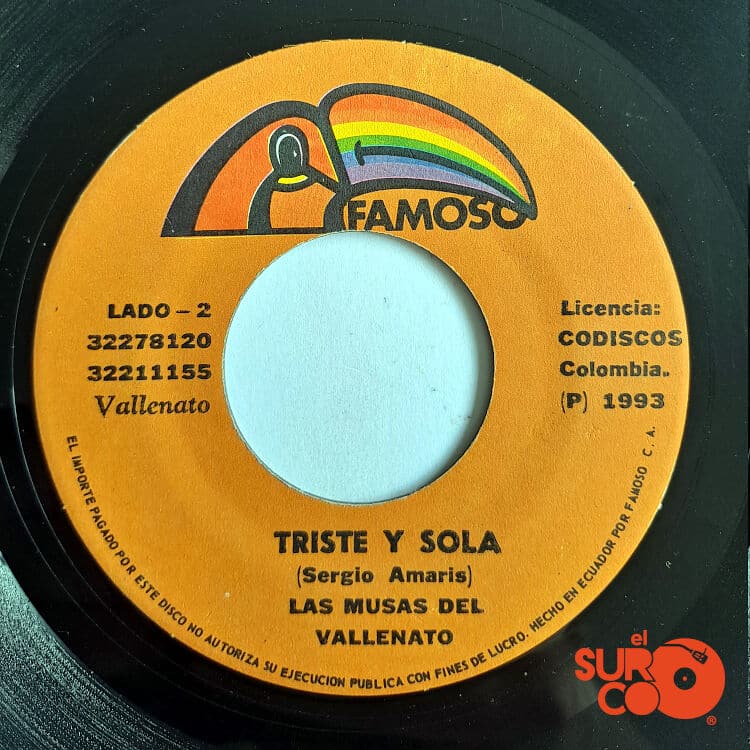 FAMOSO
LADO - 2
32278120
32211155
Vallenato
Licencia:
CODISCOS
Colombia.
(P) 1993
TRISTE Y SOLA
(Sergio Amaris)
LAS MUSAS DEL
VALLENATO
EL IMPORTE PAGADO POR ESTE DISCO NO AUTORIZA SU EJECUCION PUBLICA CON FINES DE LUCRO. HECHO EN ECUADOR POR FAMOSO C. A.
el
SUR
CO
®